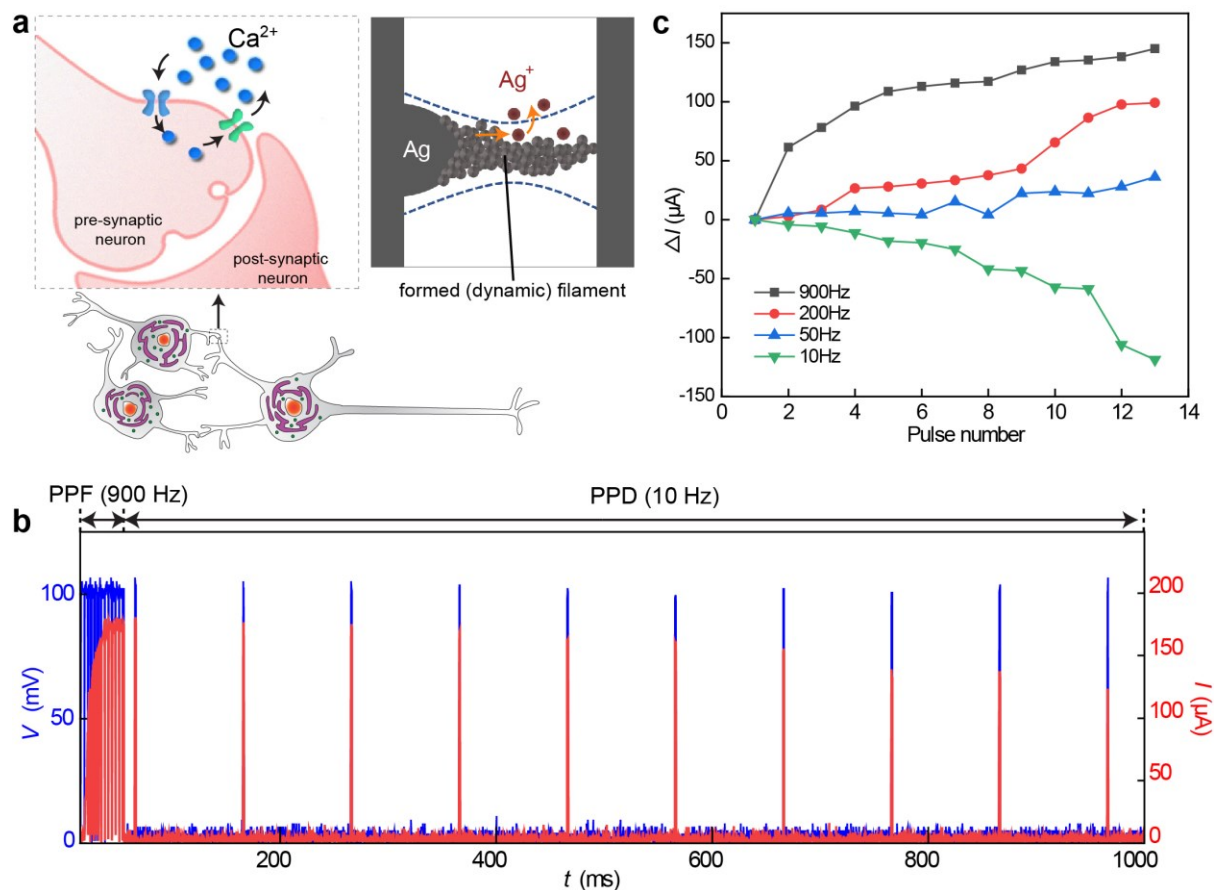 a
Ca²⁺
pre-synaptic
neuron
post-synaptic
neuron
Ag⁺
Ag
formed (dynamic) filament
c
150
100
50
0
-50
-100
-150
ΔI (μA)
900Hz
200Hz
50Hz
10Hz
2
4
6
8
10
12
14
Pulse number
b
PPF (900 Hz)
PPD (10 Hz)
100
50
0
V (mV)
200
150
100
50
0
I (μA)
200
400
600
800
1000
t (ms)